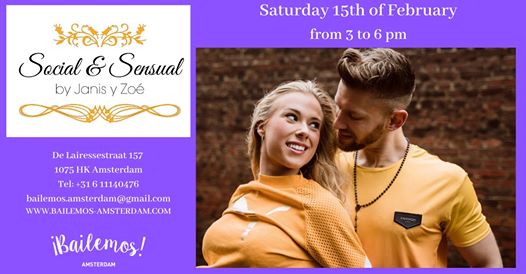 Saturday 15th of February
from 3 to 6 pm
Social & Sensual
by Janis y Zoé
De Lairessestraat 157
1075 HK Amsterdam
Tel: +31 6 11140476
bailemos.amsterdam@gmail.com
WWW.BAILEMOS-AMSTERDAM.COM
¡Bailemos!
AMSTERDAM